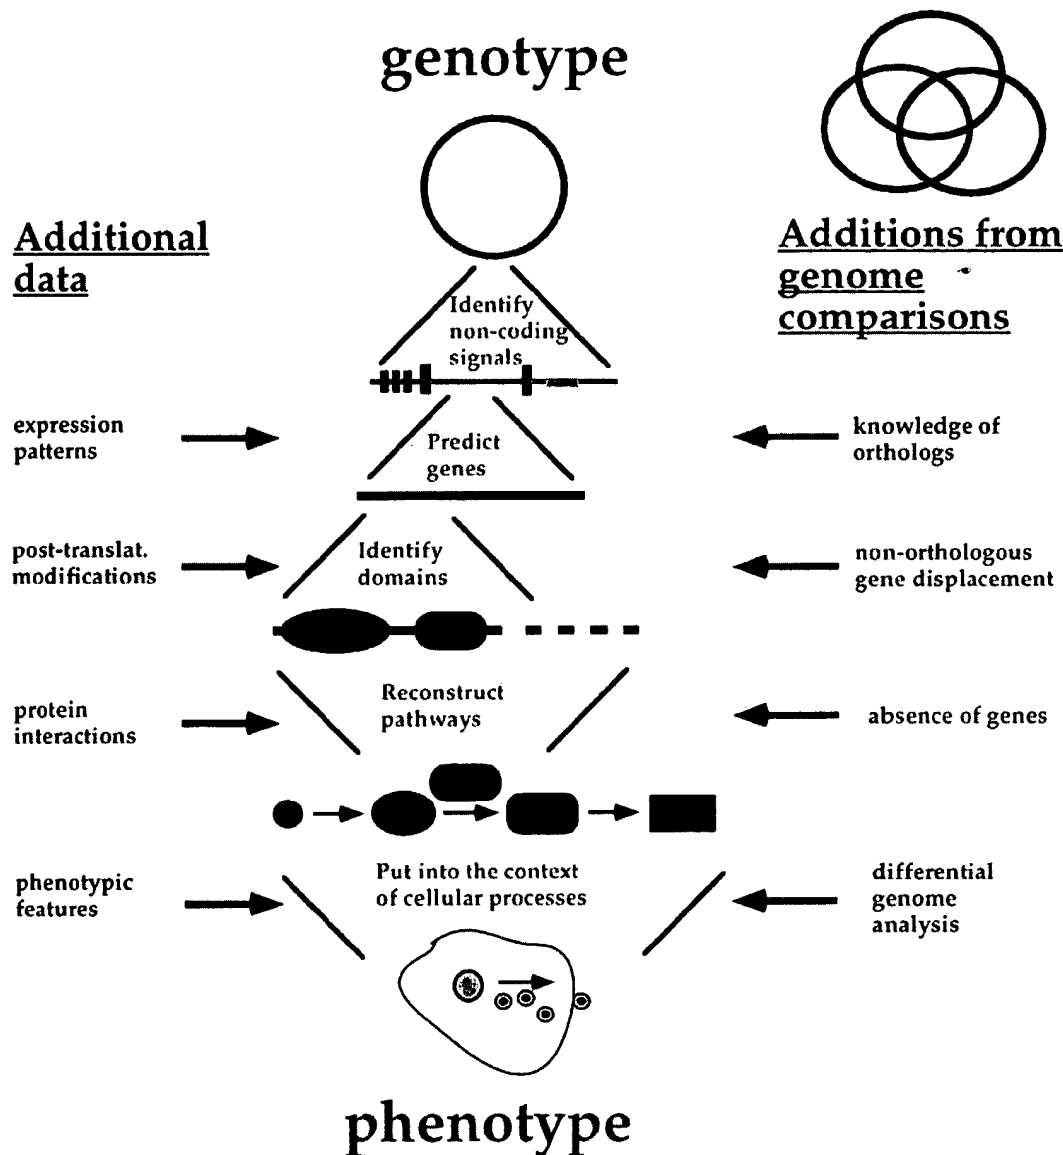 genotype
Additional
data
Additions from
genome
comparisons
Identify
non-coding
signals
expression
patterns
Predict
genes
knowledge of
orthologs
post-translat.
modifications
Identify
domains
non-orthologous
gene displacement
protein
interactions
Reconstruct
pathways
absence of genes
phenotypic
features
Put into the context
of cellular processes
differential
genome
analysis
phenotype